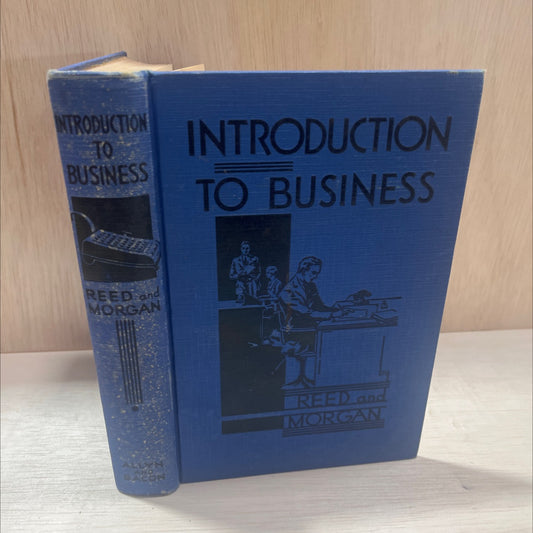 INTRODUCTION
TO
BUSINESS
REED and
MORGAN
ALLYN
AND
BACON
INTRODUCTION
TO BUSINESS
REED and
MORGAN